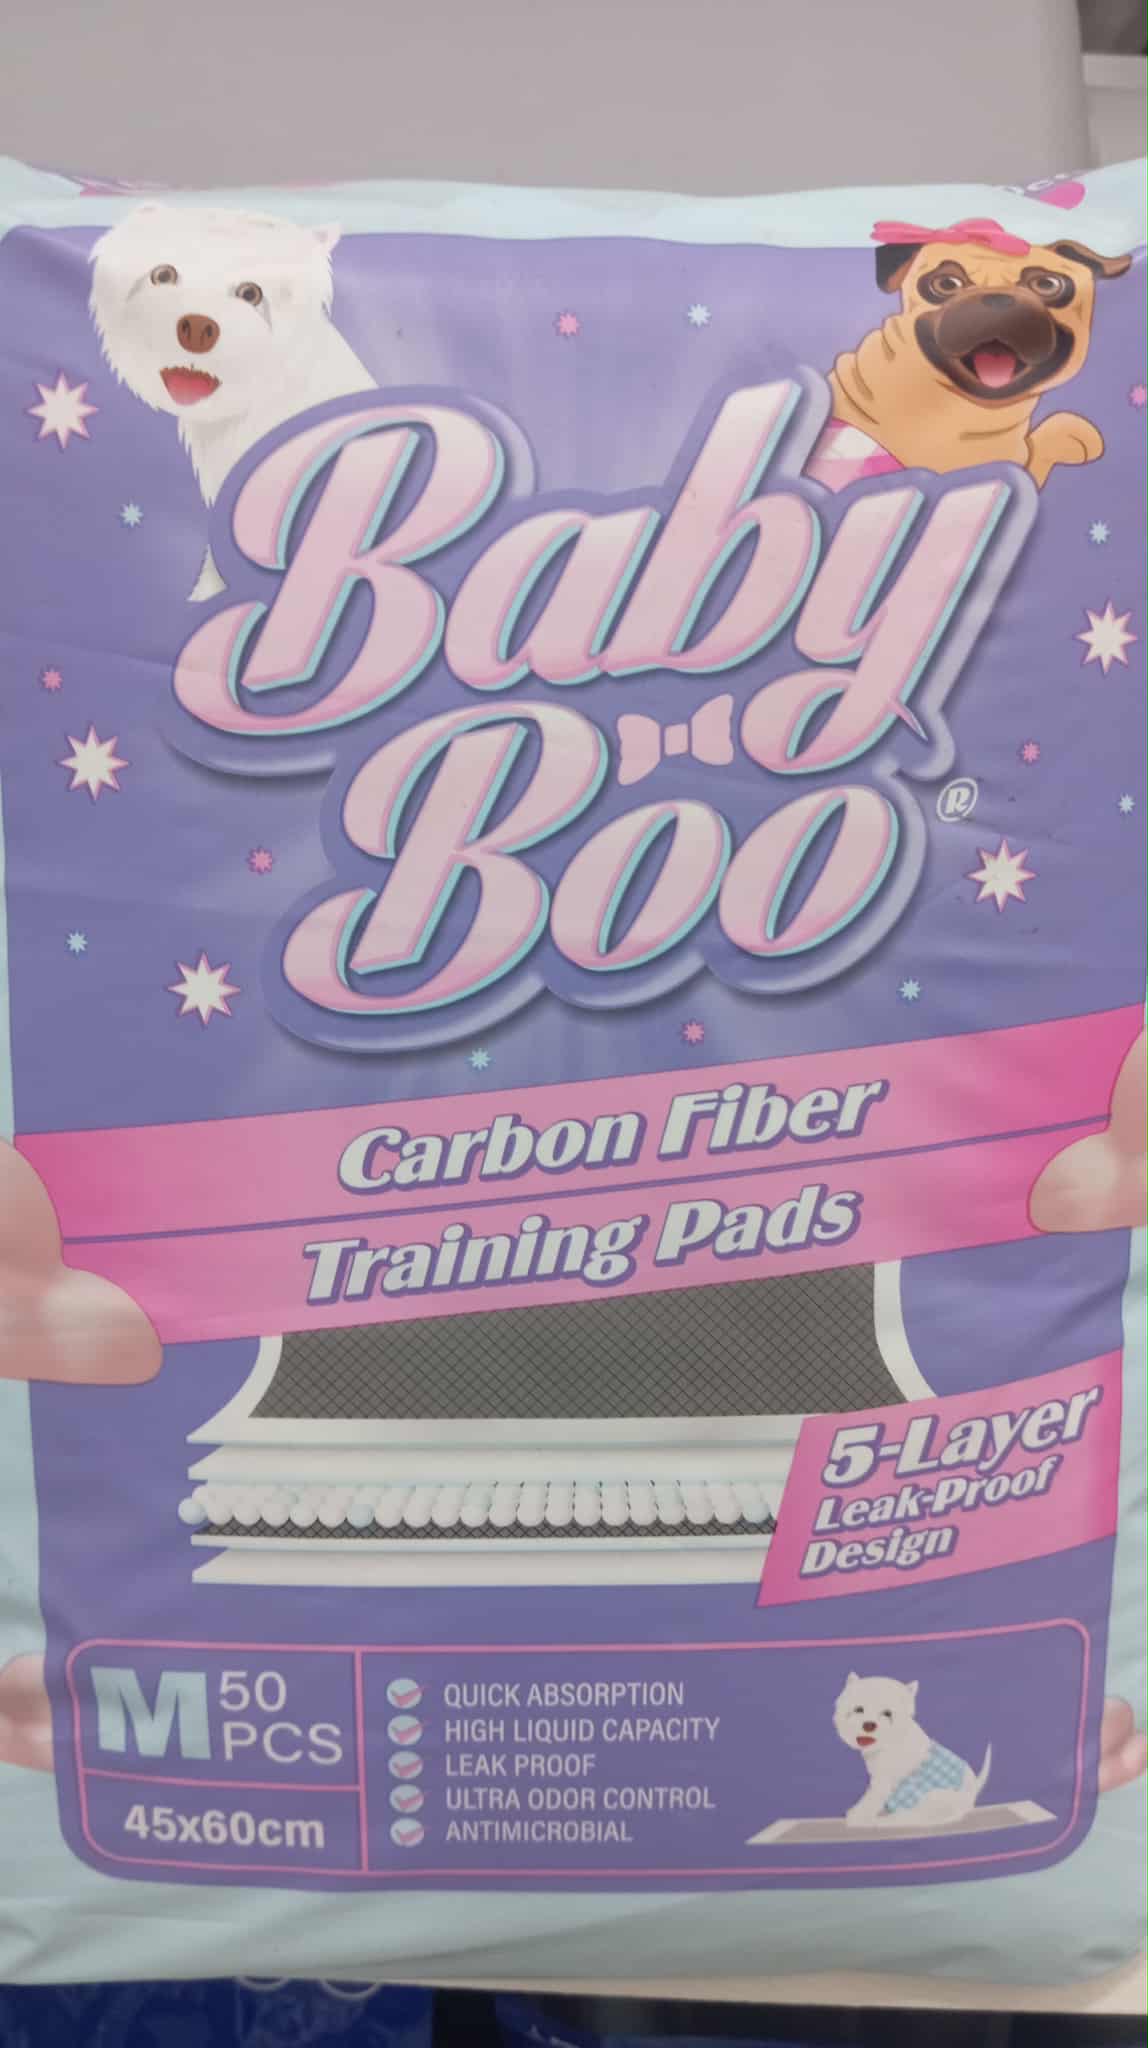 Baby
Boo
®
Carbon Fiber
Training Pads
5-Layer
Leak-Proof
Design
M 50
PCS
45x60cm
QUICK ABSORPTION
HIGH LIQUID CAPACITY
LEAK PROOF
ULTRA ODOR CONTROL
ANTIMICROBIAL